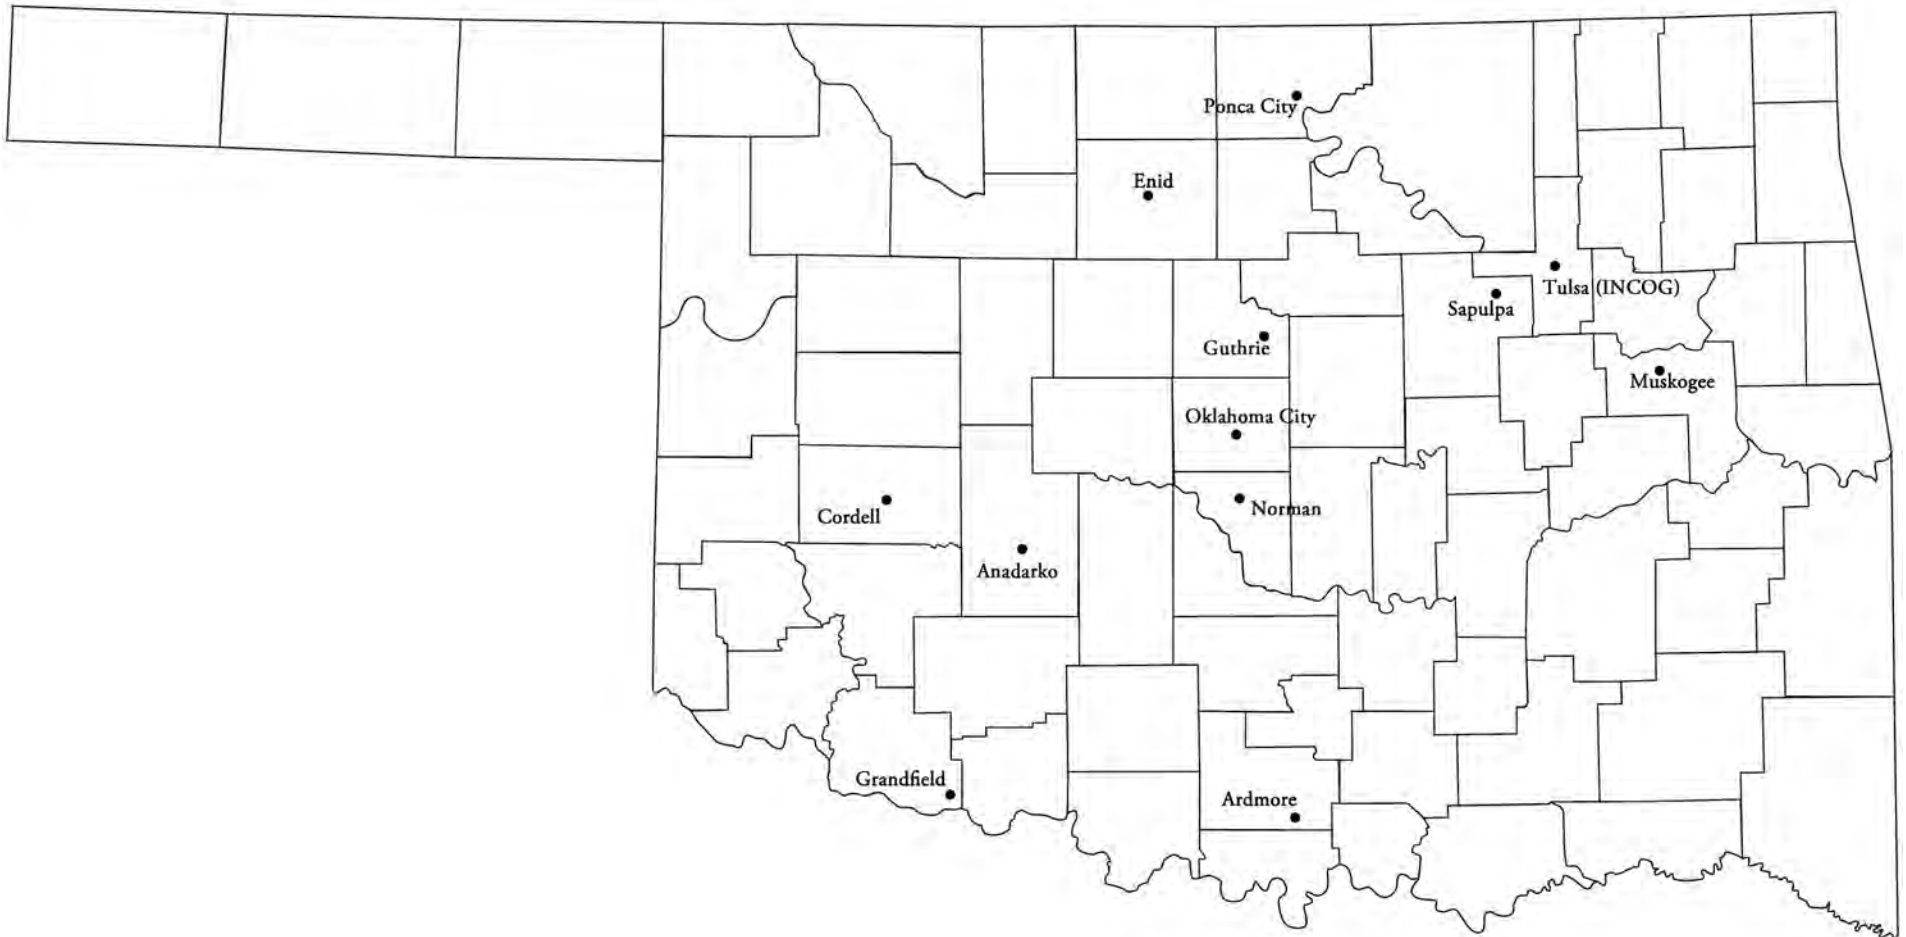 Ponca City
Enid
Tulsa (INCOG)
Sapulpa
Guthrie
Muskogee
Oklahoma City
Norman
Cordell
Anadarko
Grandfield
Ardmore